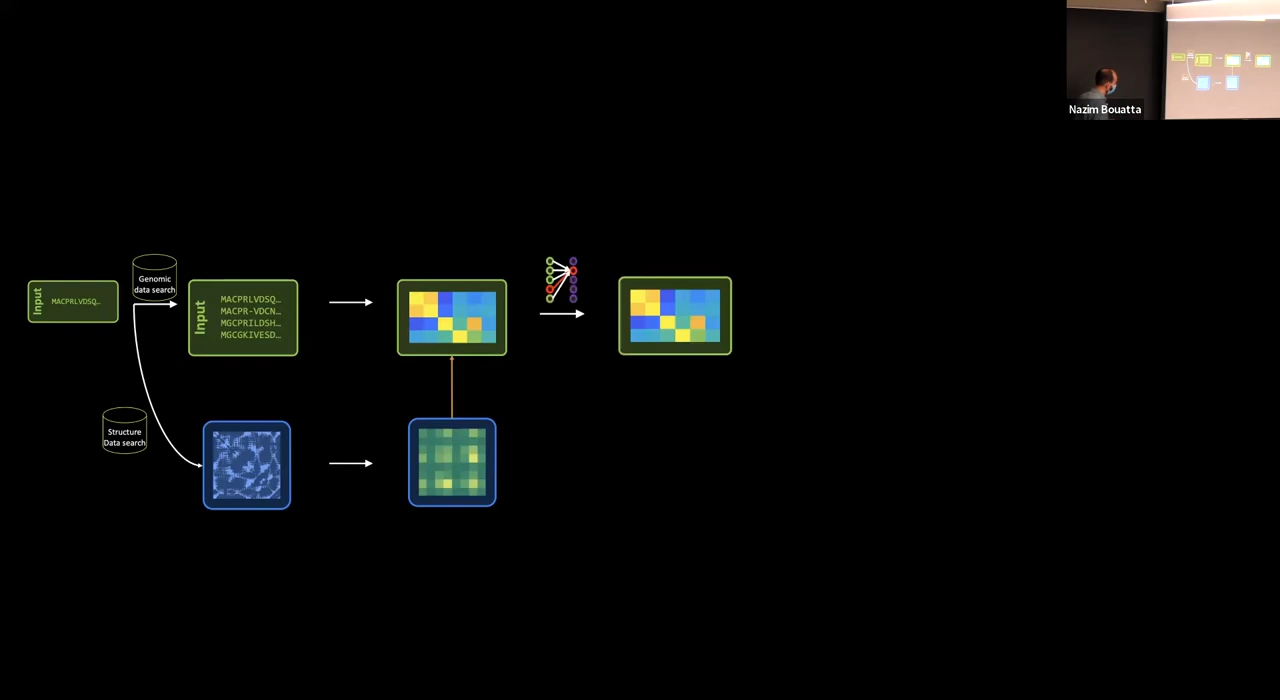 Nazim Bouatta
Input
MACPRLVDSQ…
Genomic
data search
Input
MACPRLVDSQ…
MACPR-VDCN…
MGCPRILDSH…
MGCGKIVESD…
Structure
Data search